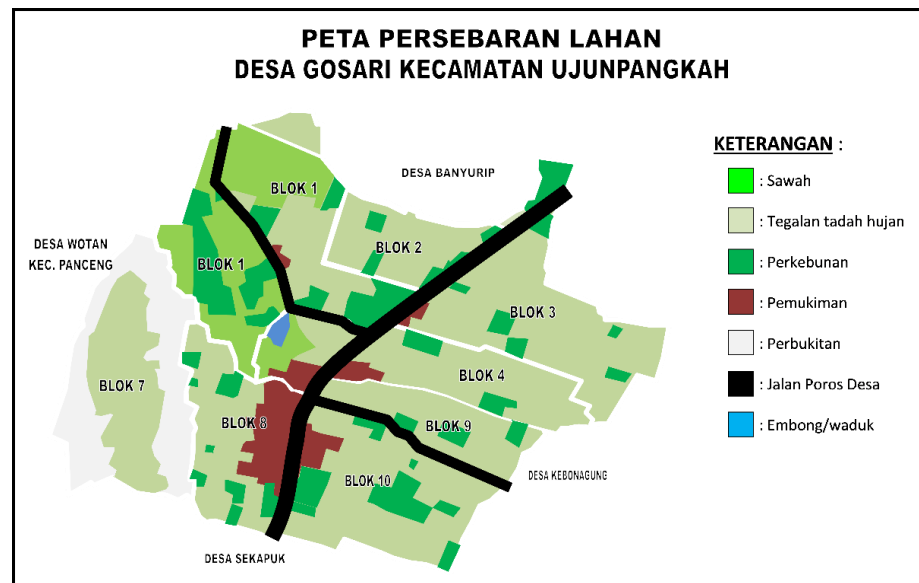 PETA PERSEBARAN LAHAN
DESA GOSARI KECAMATAN UJUNPANGKAH
KETERANGAN :
: Sawah
: Tegalan tadah hujan
: Perkebunan
: Pemukiman
: Perbukitan
: Jalan Poros Desa
: Embong/waduk
DESA BANYURIP
BLOK 1
DESA WOTAN
KEC. PANCENG
BLOK 2
BLOK 1
BLOK 3
BLOK 4
BLOK 7
BLOK 8
BLOK 9
DESA KEBONAGUNG
BLOK 10
DESA SEKAPUK